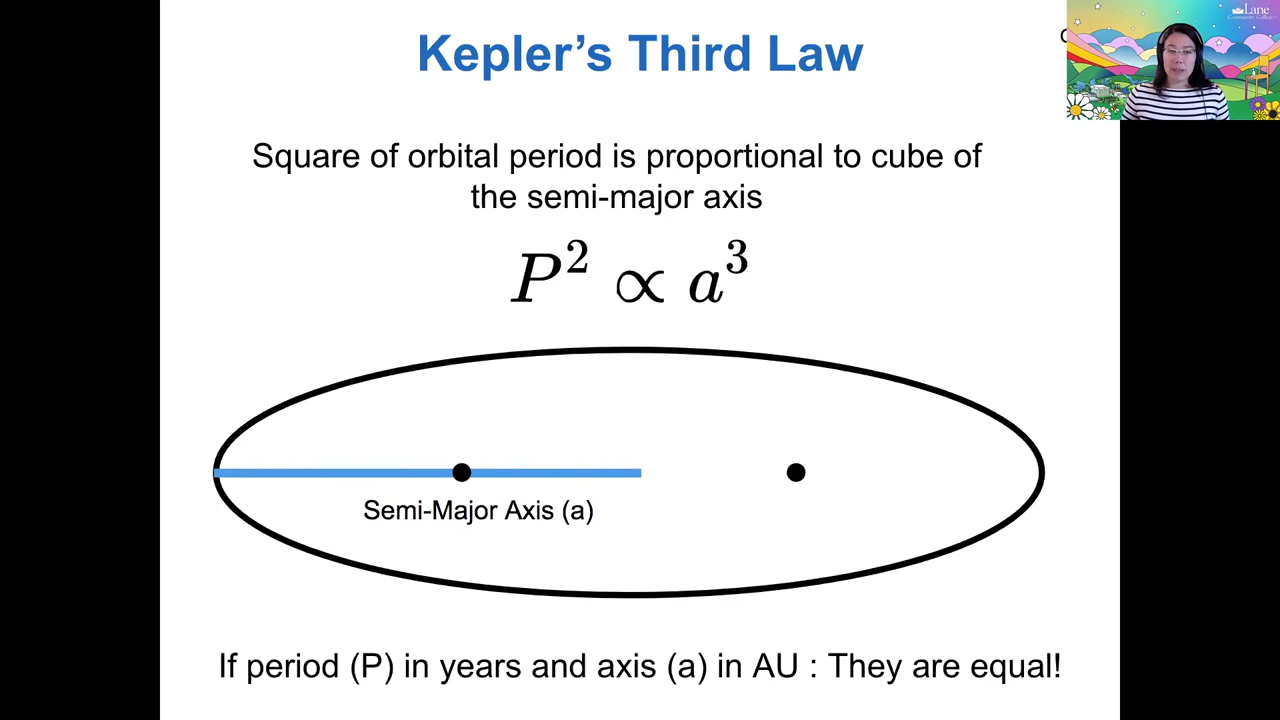 Kepler’s Third Law
Lane
Community College
Square of orbital period is proportional to cube of
the semi-major axis
P² ∝ a³
Semi-Major Axis (a)
If period (P) in years and axis (a) in AU : They are equal!